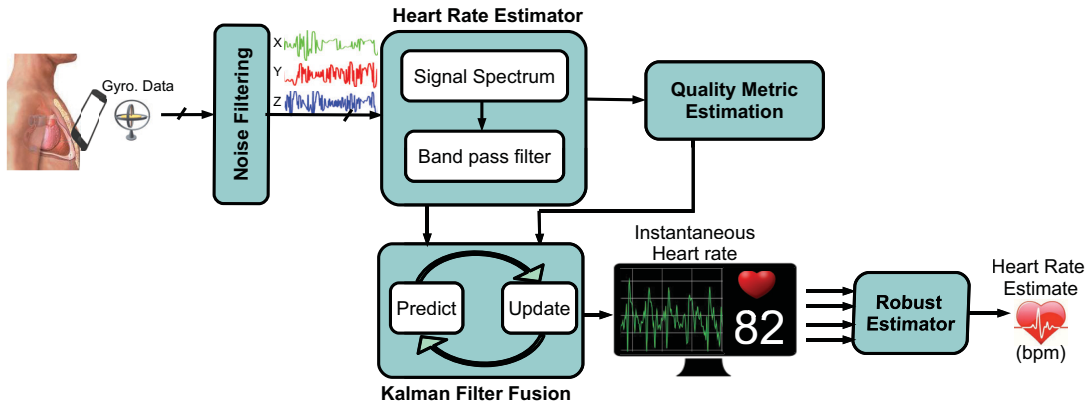 Heart Rate Estimator
Gyro. Data
Noise Filtering
X
Y
Z
Signal Spectrum
Band pass filter
Quality Metric
Estimation
Predict
Update
Kalman Filter Fusion
Instantaneous
Heart rate
82
Robust
Estimator
Heart Rate
Estimate
(bpm)